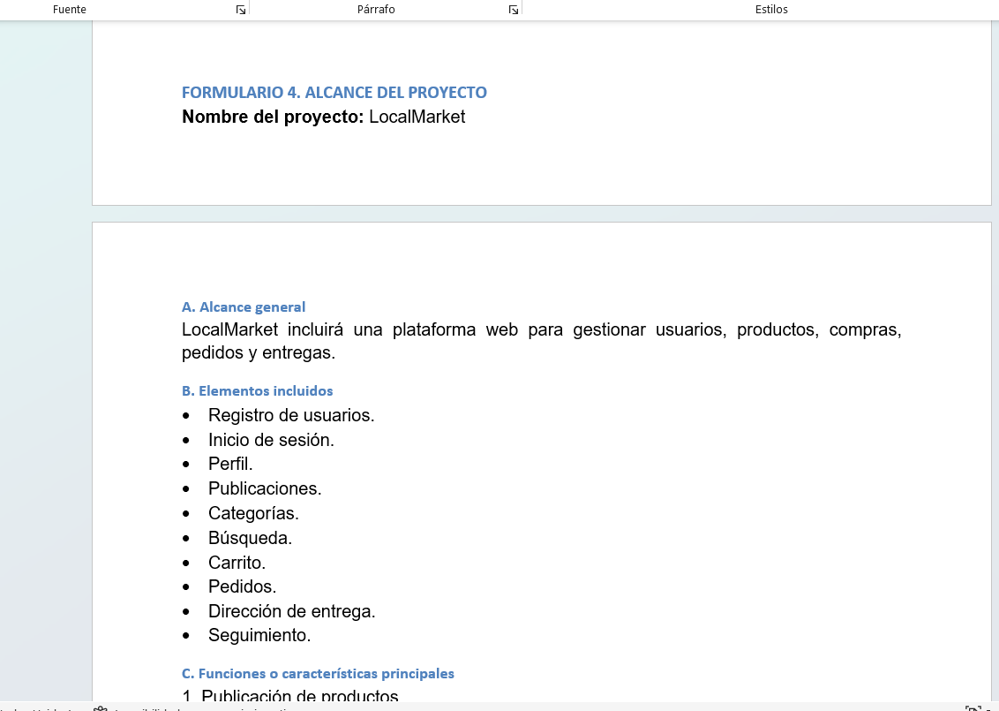 Fuente Párrafo Estilos
FORMULARIO 4. ALCANCE DEL PROYECTO
Nombre del proyecto: LocalMarket
A. Alcance general
LocalMarket incluirá una plataforma web para gestionar usuarios, productos, compras,
pedidos y entregas.
B. Elementos incluidos
• Registro de usuarios.
• Inicio de sesión.
• Perfil.
• Publicaciones.
• Categorías.
• Búsqueda.
• Carrito.
• Pedidos.
• Dirección de entrega.
• Seguimiento.
C. Funciones o características principales
1. Publicación de productos